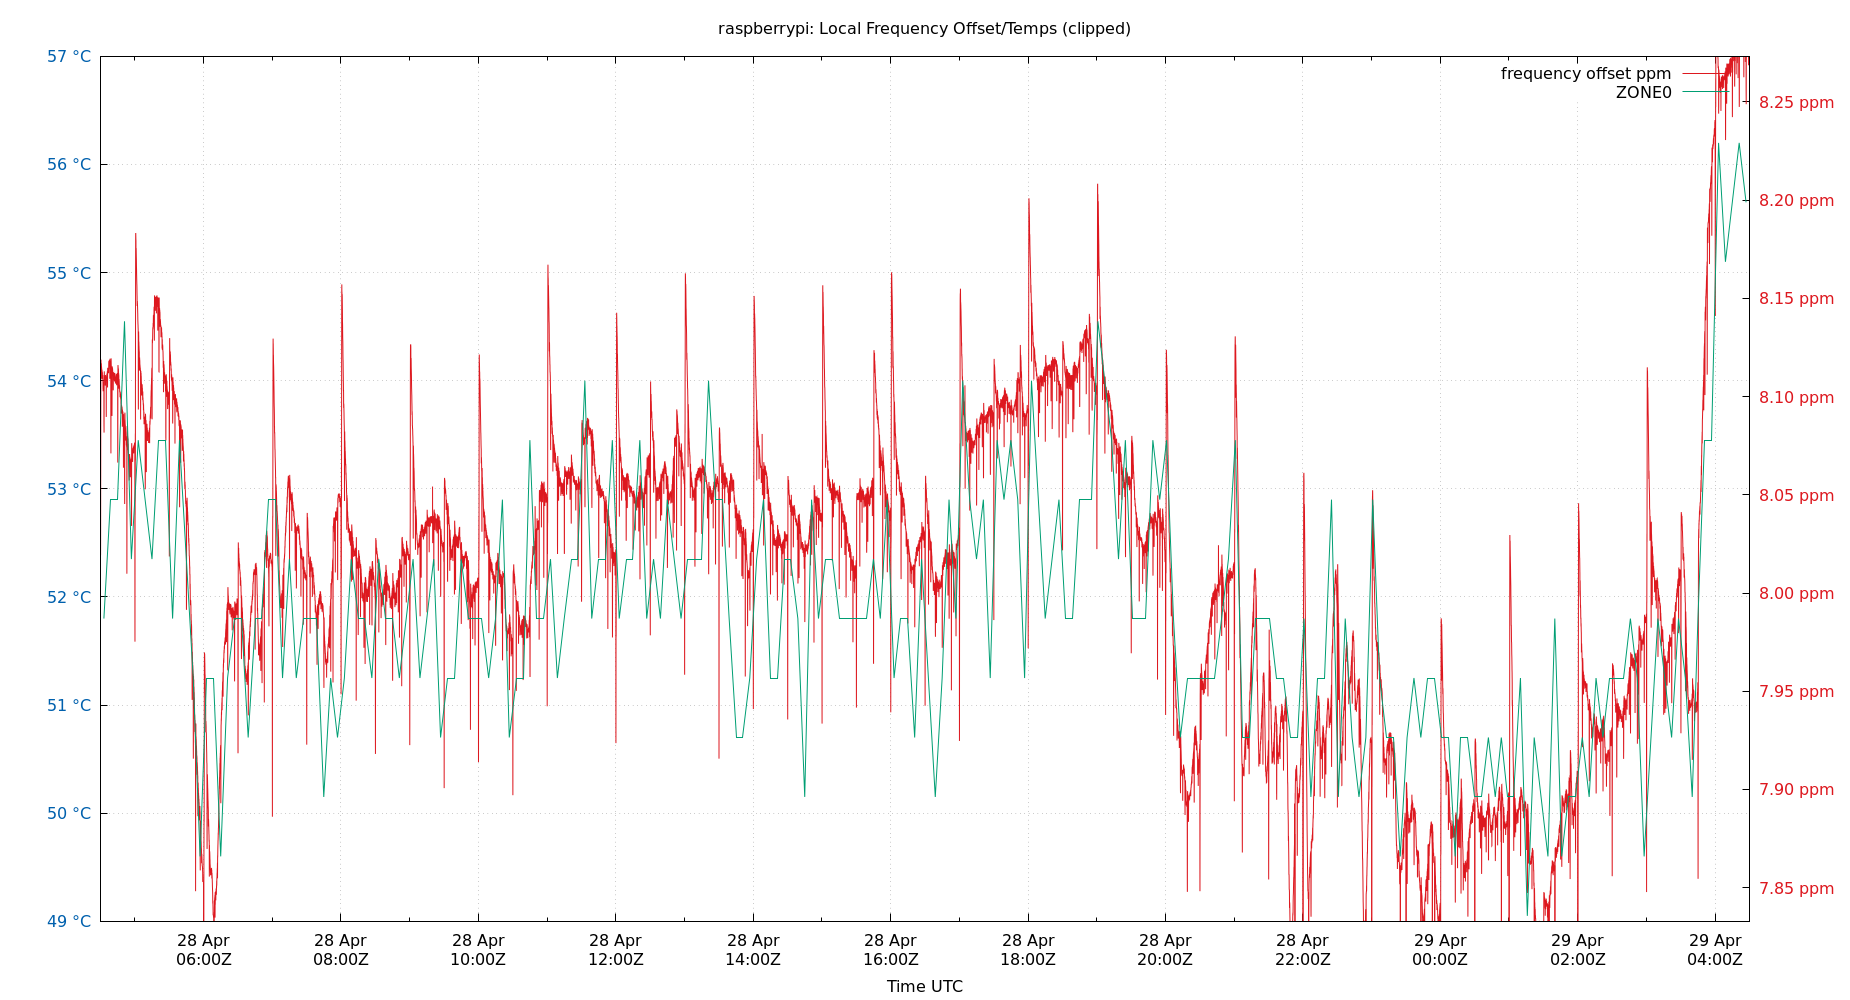 raspberrypi: Local Frequency Offset/Temps (clipped)
57 °C
56 °C
55 °C
54 °C
53 °C
52 °C
51 °C
50 °C
49 °C
frequency offset ppm
ZONE0
8.25 ppm
8.20 ppm
8.15 ppm
8.10 ppm
8.05 ppm
8.00 ppm
7.95 ppm
7.90 ppm
7.85 ppm
28 Apr 28 Apr 28 Apr 28 Apr 28 Apr 28 Apr 28 Apr 28 Apr 28 Apr 29 Apr 29 Apr 29 Apr
06:00Z 08:00Z 10:00Z 12:00Z 14:00Z 16:00Z 18:00Z 20:00Z 22:00Z 00:00Z 02:00Z 04:00Z
Time UTC